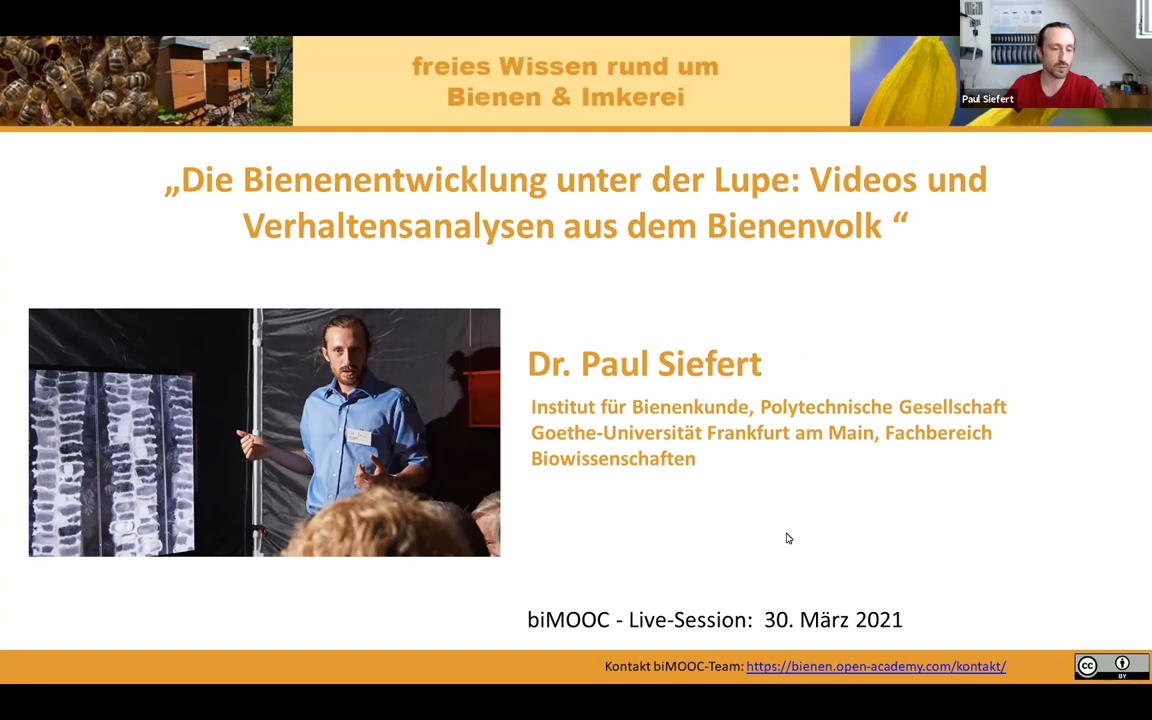 freies Wissen rund um
Bienen & Imkerei
Paul Siefert
„Die Bienenentwicklung unter der Lupe: Videos und
Verhaltensanalysen aus dem Bienenvolk “
Dr. Paul Siefert
Institut für Bienenkunde, Polytechnische Gesellschaft
Goethe-Universität Frankfurt am Main, Fachbereich
Biowissenschaften
biMOOC - Live-Session: 30. März 2021
Kontakt biMOOC-Team: https://bienen.open-academy.com/kontakt/
cc
BY